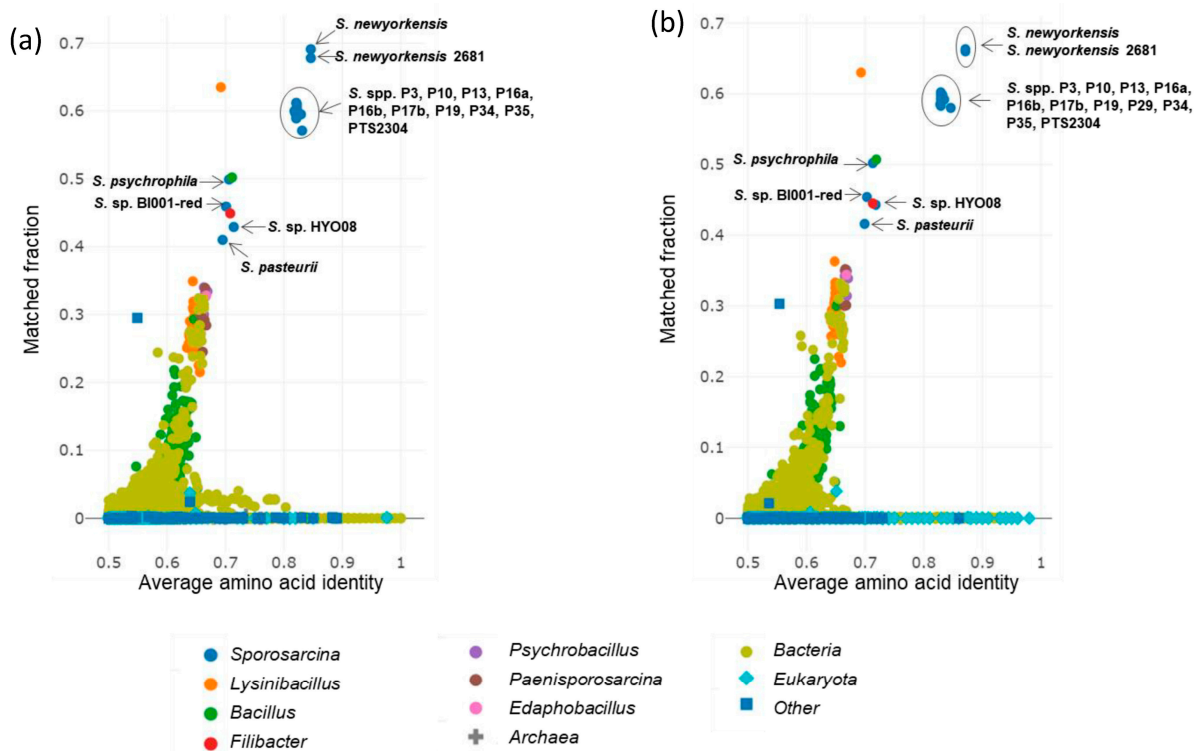 (a)
S. newyorkensis
S. newyorkensis 2681
S. spp. P3, P10, P13, P16a,
P16b, P17b, P19, P34, P35,
PTS2304
S. psychrophila
S. sp. BI001-red
S. sp. HYO08
S. pasteurii
Matched fraction
0.7
0.6
0.5
0.4
0.3
0.2
0.1
0
0.5
0.6
0.7
0.8
0.9
1
Average amino acid identity
(b)
S. newyorkensis
S. newyorkensis 2681
S. spp. P3, P10, P13, P16a,
P16b, P17b, P19, P29, P34,
P35, PTS2304
S. psychrophila
S. sp. BI001-red
S. sp. HYO08
S. pasteurii
Matched fraction
0.7
0.6
0.5
0.4
0.3
0.2
0.1
0
0.5
0.6
0.7
0.8
0.9
1
Average amino acid identity
Sporosarcina
Lysinibacillus
Bacillus
Filibacter
Psychrobacillus
Paenisporosarcina
Edaphobacillus
Archaea
Bacteria
Eukaryota
Other